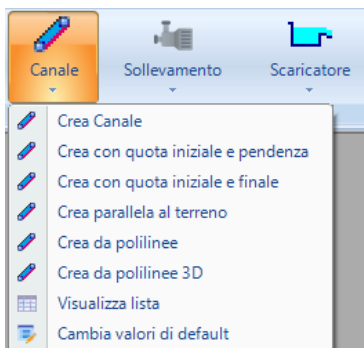 Canale Sollevamento Scaricatore
Crea Canale
Crea con quota iniziale e pendenza
Crea con quota iniziale e finale
Crea parallela al terreno
Crea da polilinee
Crea da polilinee 3D
Visualizza lista
Cambia valori di default